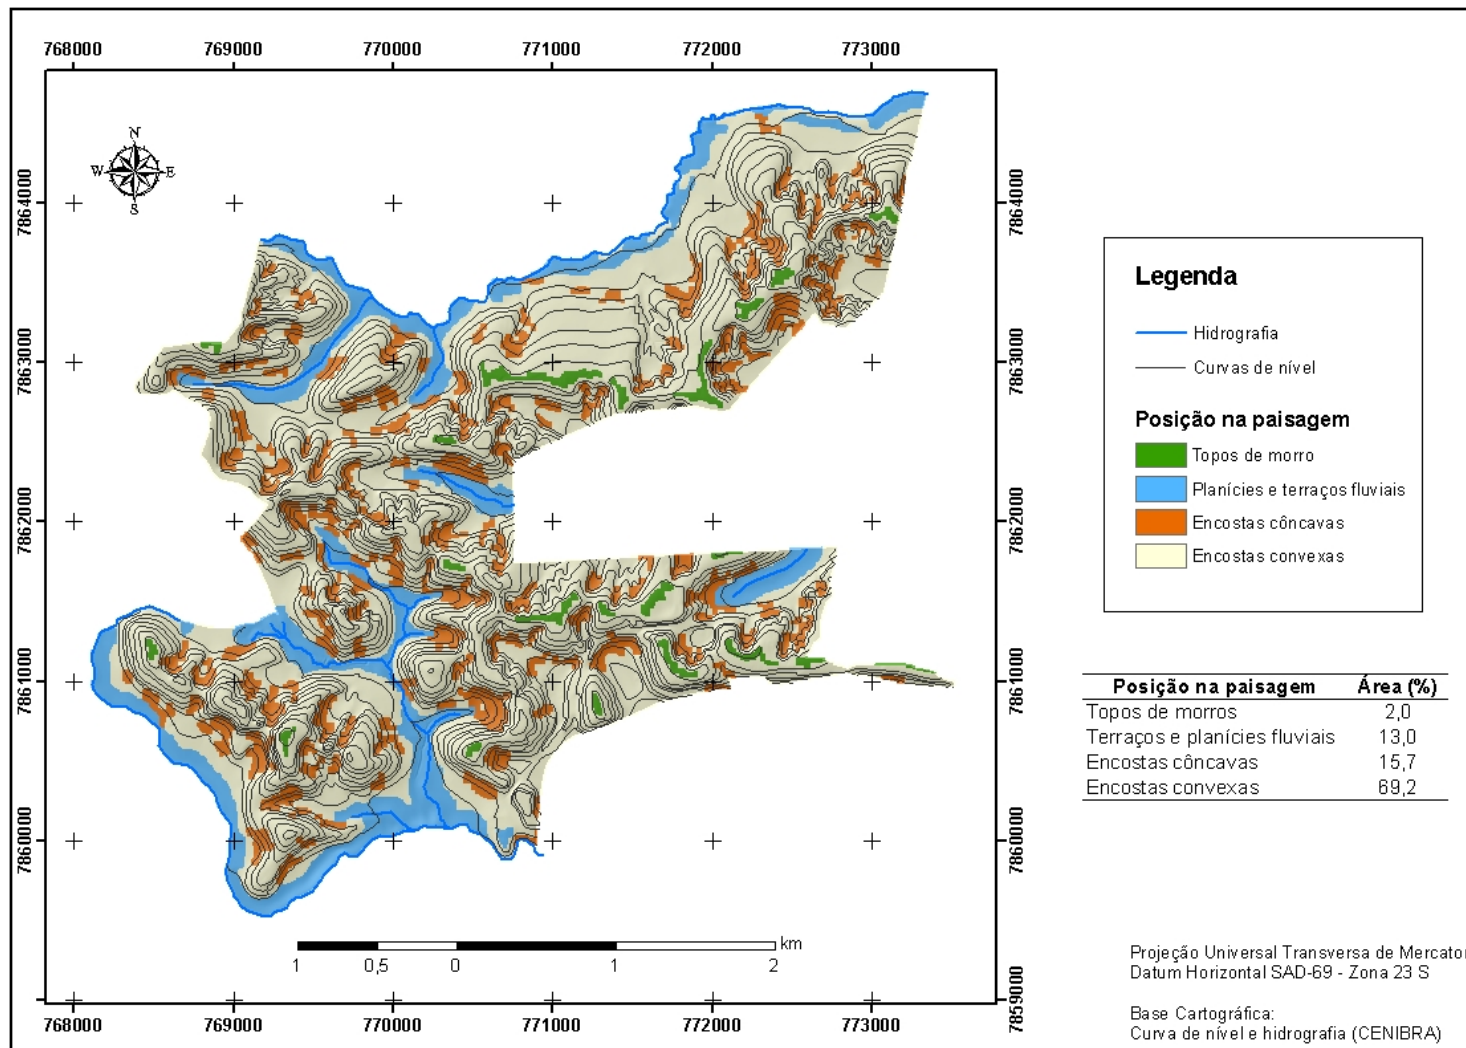 768000 769000 770000 771000 772000 773000
N
W E
S
7864000 7864000
7863000 7863000
7862000 7862000
7861000 7861000
7860000 7860000
7859000
Legenda
Hidrografia
Curvas de nível
Posição na paisagem
Topos de morro
Planícies e terraços fluviais
Encostas côncavas
Encostas convexas
Posição na paisagem Área (%)
Topos de morros 2,0
Terraços e planícies fluviais 13,0
Encostas côncavas 15,7
Encostas convexas 69,2
km
1 0,5 0 1 2
768000 769000 770000 771000 772000 773000
Projeção Universal Transversa de Mercator
Datum Horizontal SAD-69 - Zona 23 S
Base Cartográfica:
Curva de nível e hidrografia (CENIBRA)